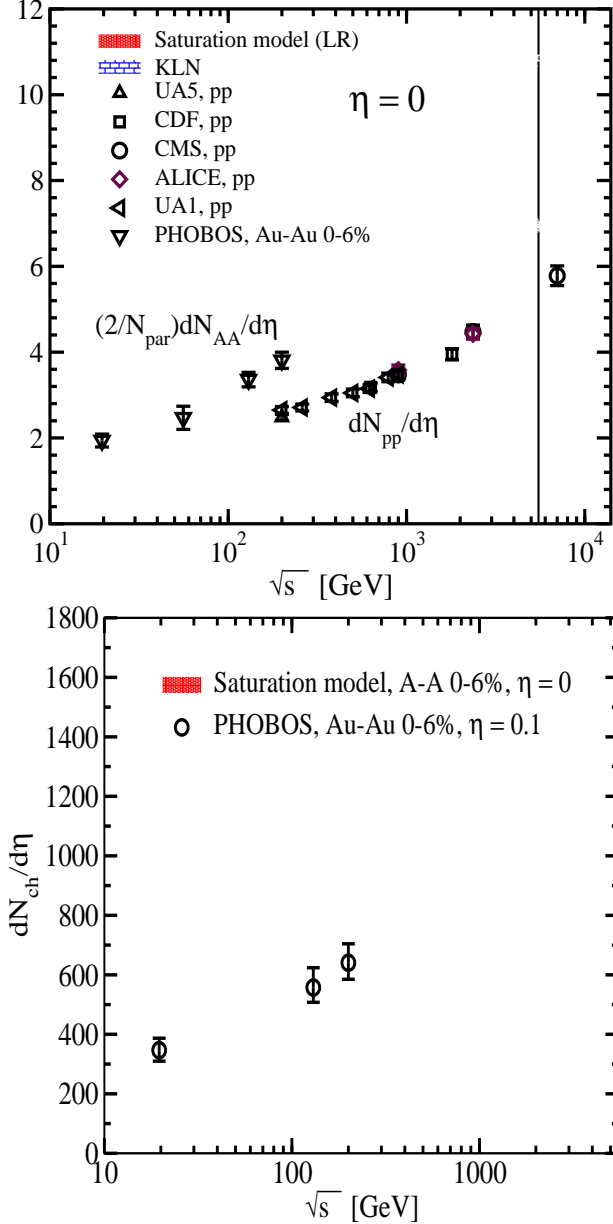 12
10
8
6
4
2
0
Saturation model (LR)
KLN
UA5, pp
CDF, pp
CMS, pp
ALICE, pp
UA1, pp
PHOBOS, Au-Au 0-6%
η = 0
(2/N_par)dN_AA/dη
dN_pp/dη
10^1 10^2 10^3 10^4
√s [GeV]
1800
1600
1400
1200
1000
800
600
400
200
0
dN_ch/dη
Saturation model, A-A 0-6%, η = 0
PHOBOS, Au-Au 0-6%, η = 0.1
10 100 1000
√s [GeV]